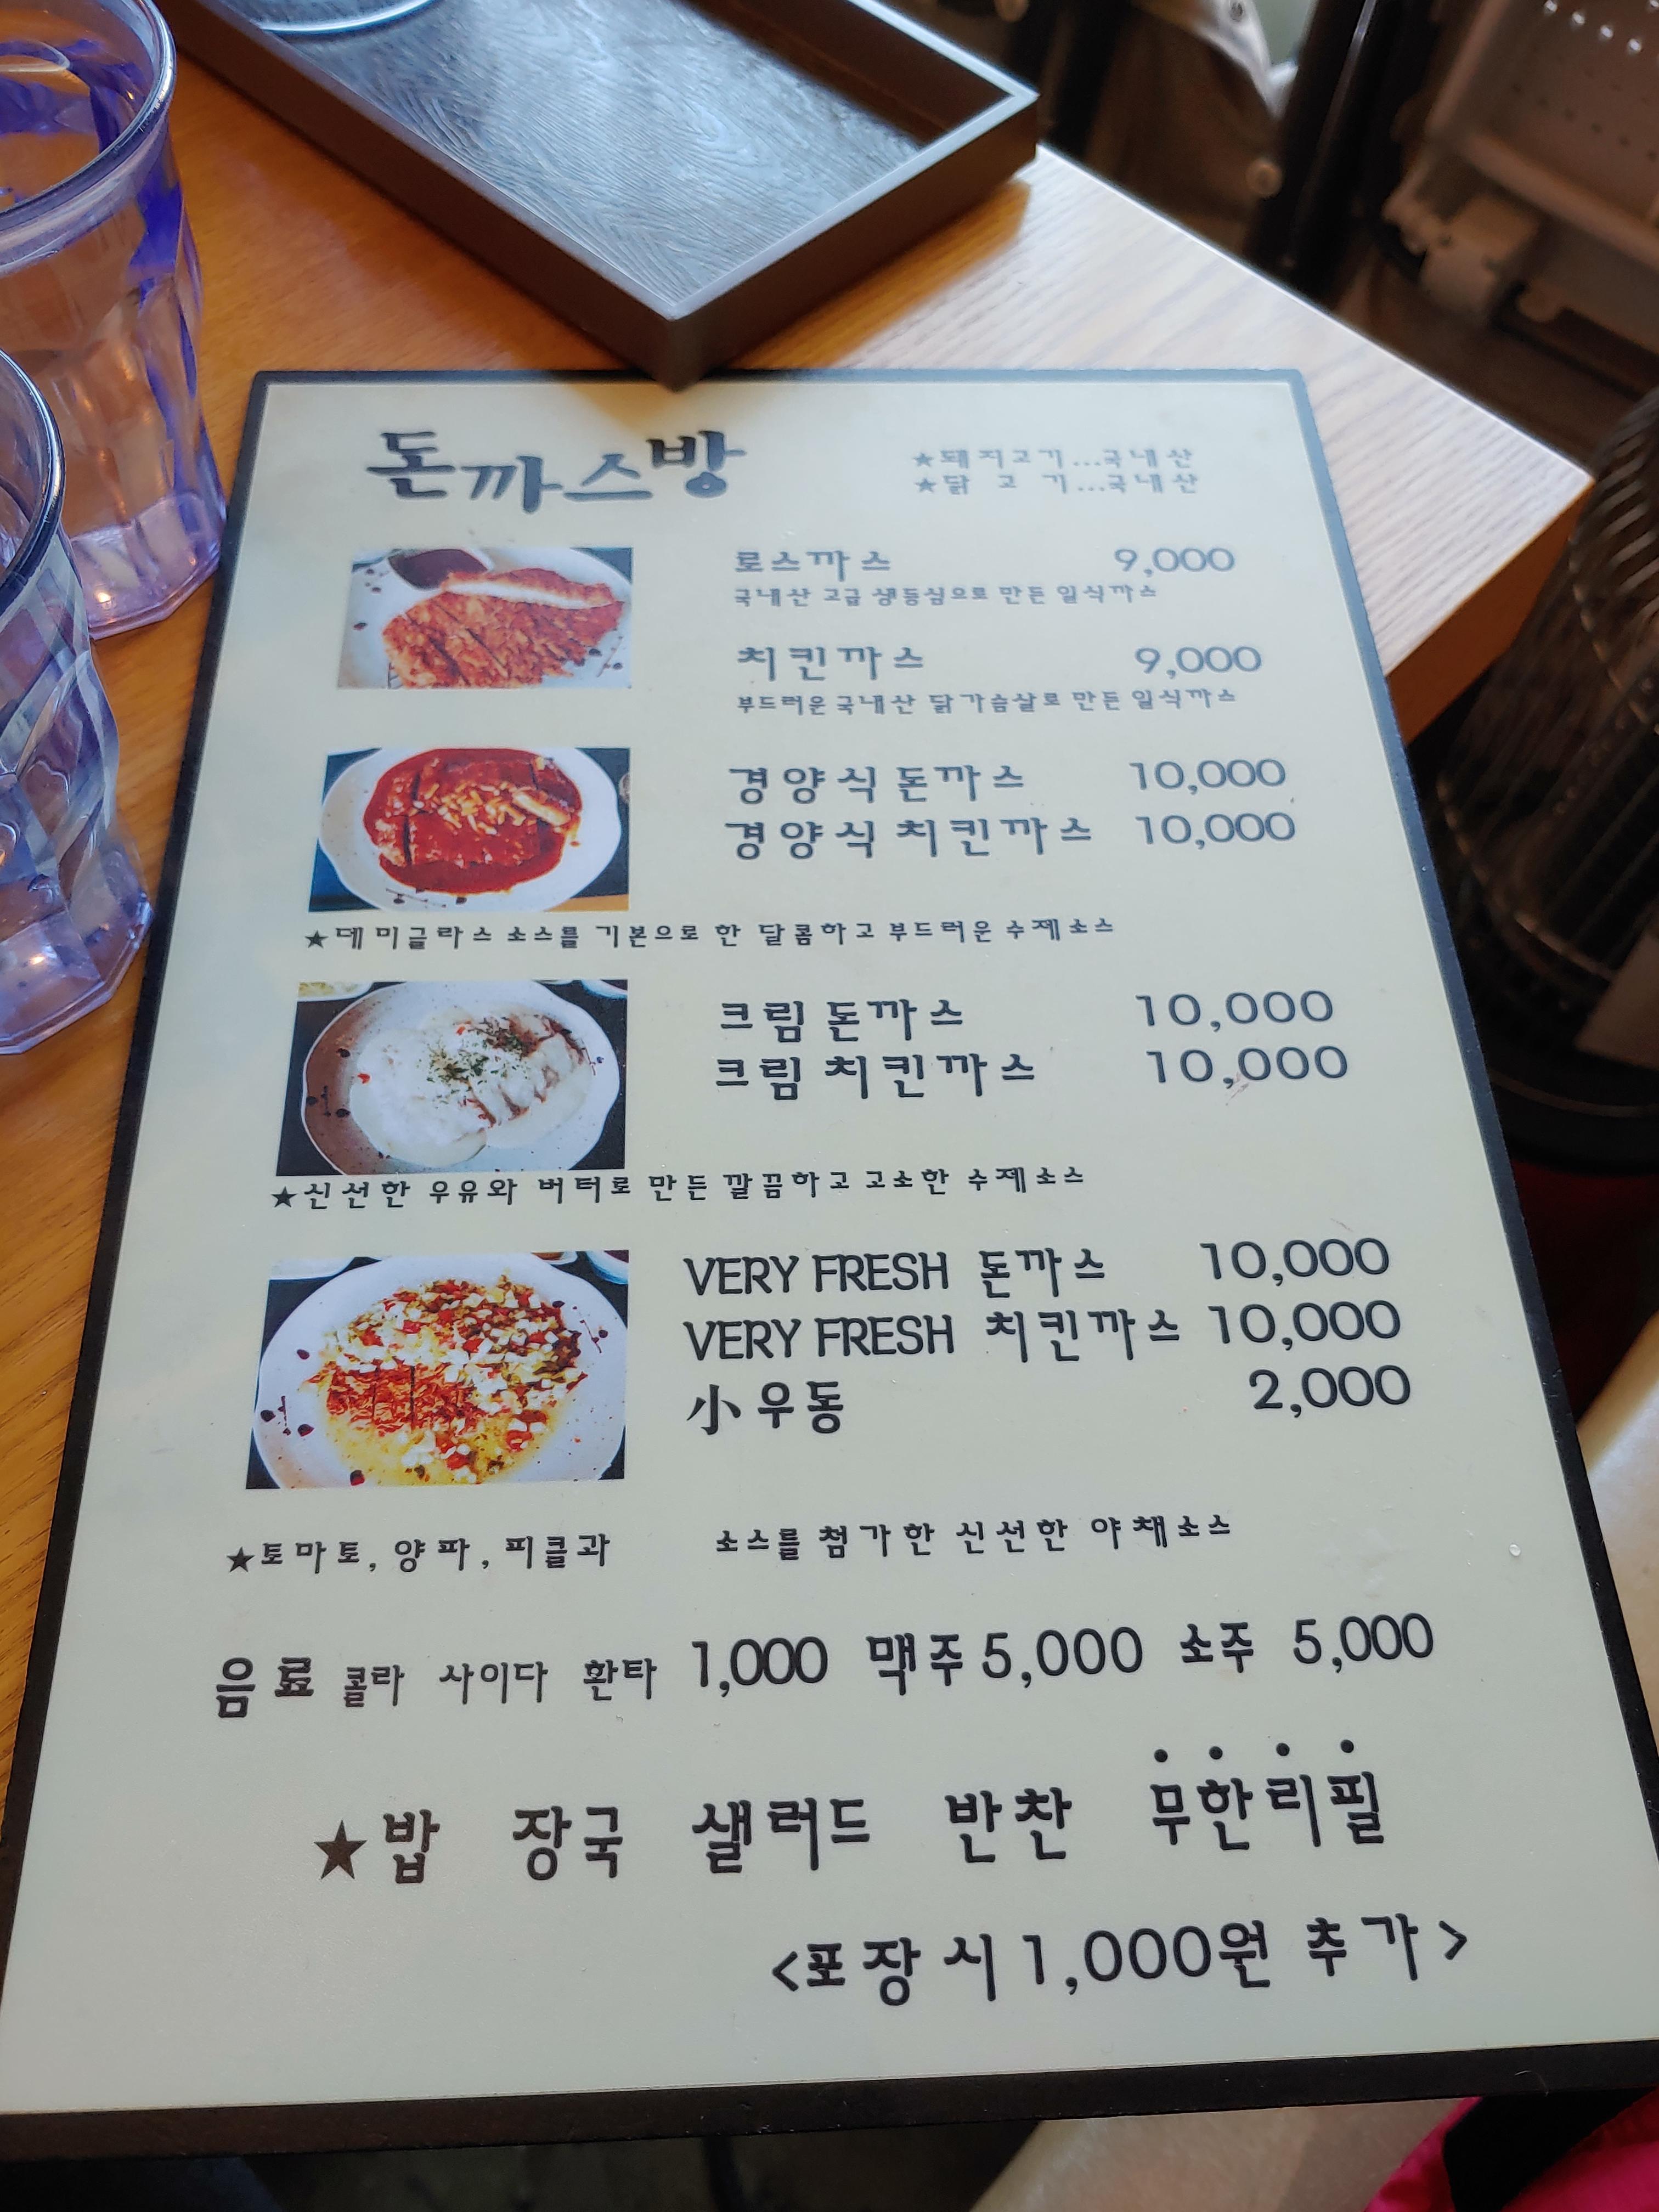 돈까스방
★돼지고기...국내산
★닭 고 기...국내산
로스까스 9,000
국내산 고급 생등심으로 만든 일식까스
치킨까스 9,000
부드러운 국내산 닭가슴살로 만든 일식까스
경양식 돈까스 10,000
경양식 치킨까스 10,000
★데미글라스 소스를 기본으로 한 달콤하고 부드러운 수제소스
크림 돈까스 10,000
크림 치킨까스 10,000
★신선한 우유와 버터로 만든 깔끔하고 고소한 수제소스
VERY FRESH 돈까스 10,000
VERY FRESH 치킨까스 10,000
小우동 2,000
★토마토, 양파, 피클과 소스를 첨가한 신선한 야채소스
음료 콜라 사이다 환타 1,000 맥주 5,000 소주 5,000
★밥 장국 샐러드 반찬 무한리필
<포장 시 1,000원 추가>